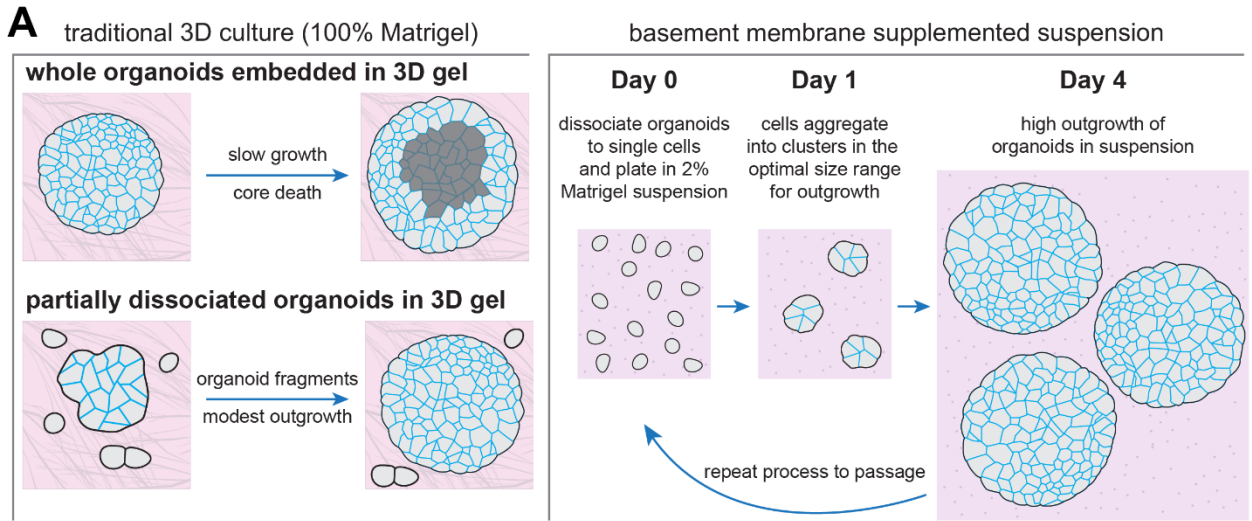 A
traditional 3D culture (100% Matrigel)
whole organoids embedded in 3D gel
slow growth
core death
partially dissociated organoids in 3D gel
organoid fragments
modest outgrowth
basement membrane supplemented suspension
Day 0
dissociate organoids
to single cells
and plate in 2%
Matrigel suspension
Day 1
cells aggregate
into clusters in the
optimal size range
for outgrowth
Day 4
high outgrowth of
organoids in suspension
repeat process to passage